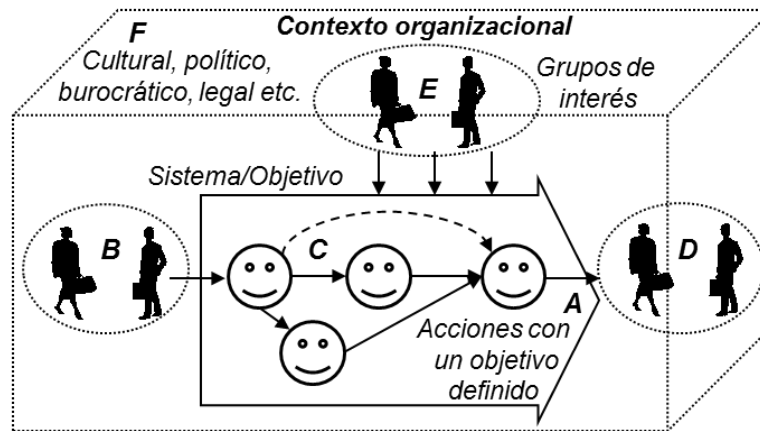 F
Contexto organizacional
Cultural, político,
burocrático, legal etc.
E
Grupos de
interés
Sistema/Objetivo
B
C
D
A
Acciones con
un objetivo
definido